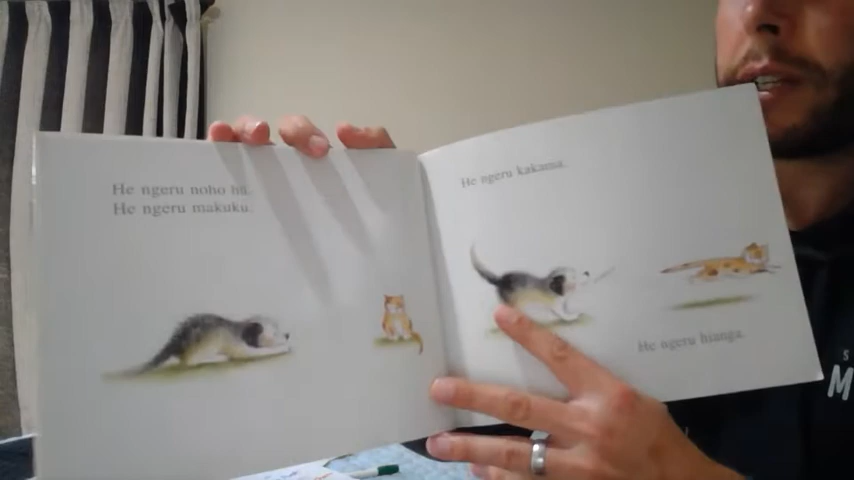 He ngeru noho hū.
He ngeru makuku.
He ngeru kakama.
He ngeru hianga.
S
M